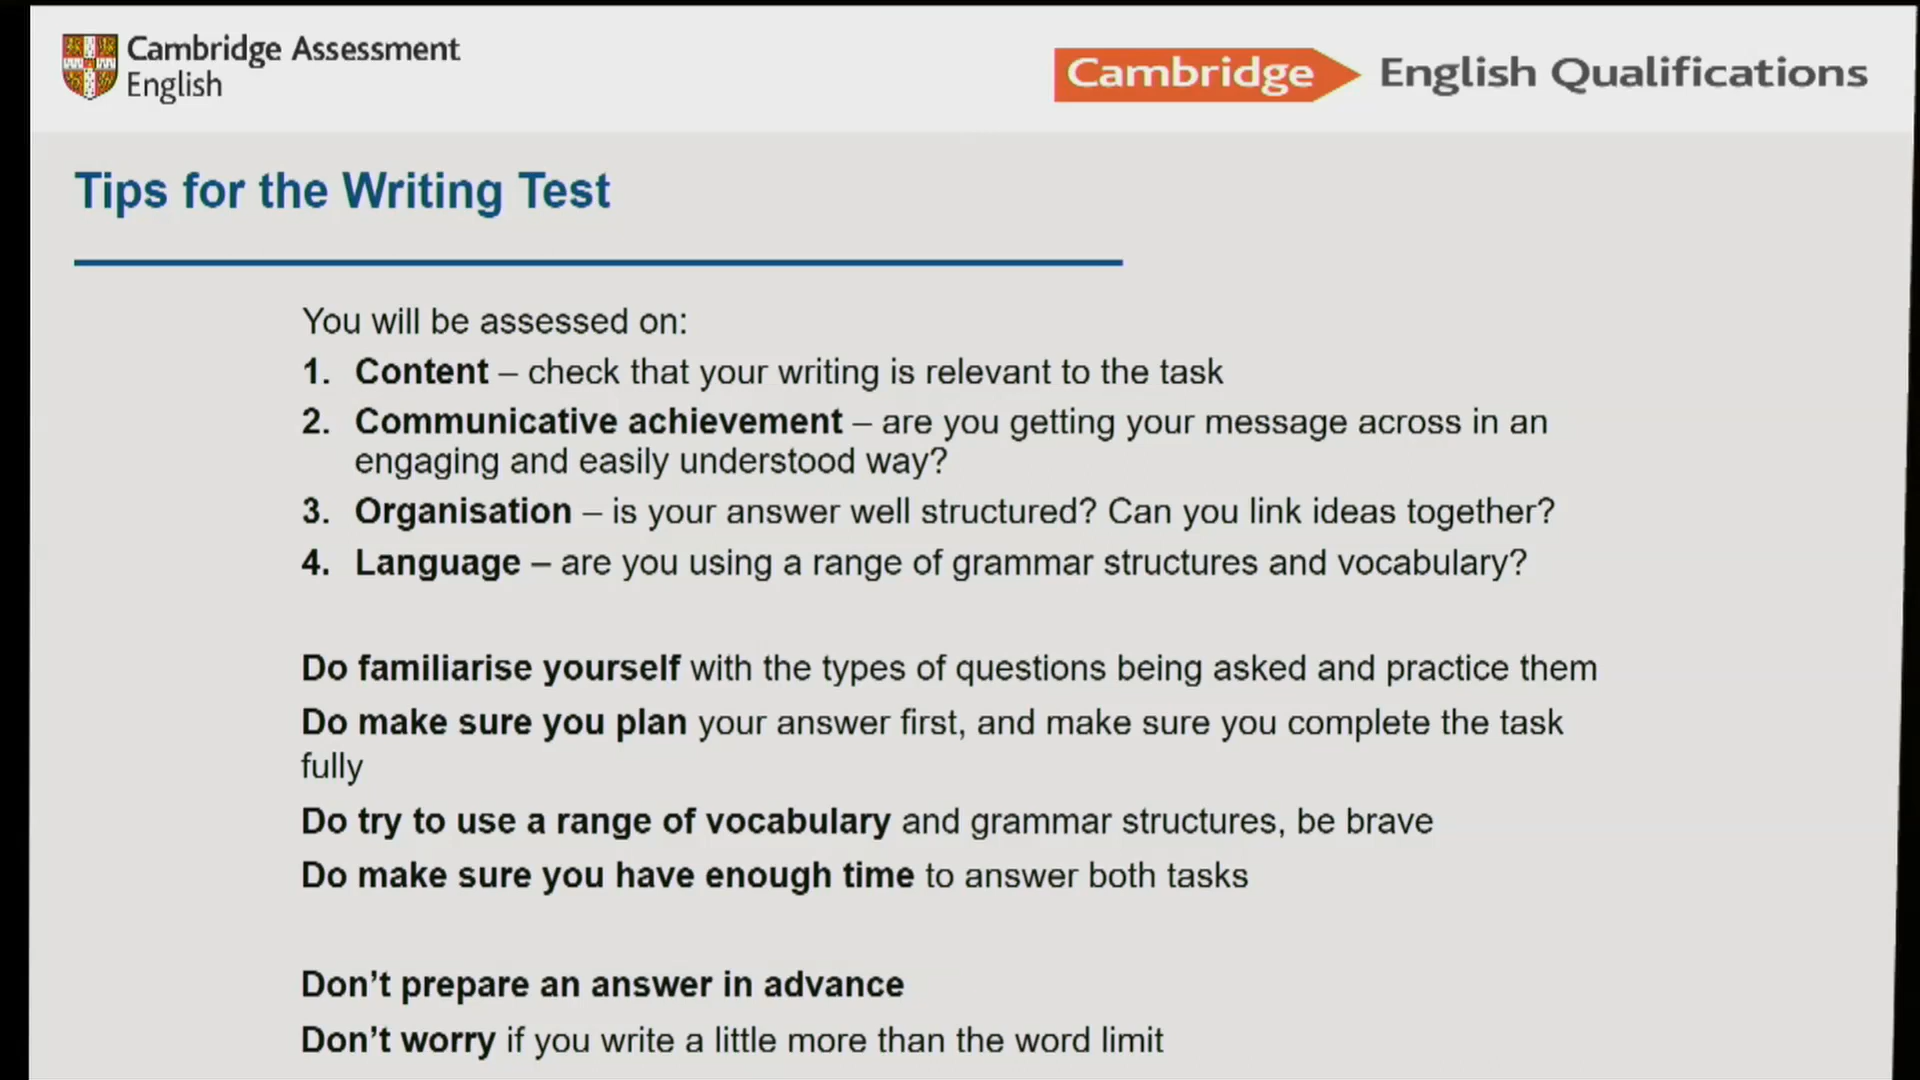 Cambridge Assessment
English
Cambridge English Qualifications
Tips for the Writing Test
You will be assessed on:
1. Content – check that your writing is relevant to the task
2. Communicative achievement – are you getting your message across in an
engaging and easily understood way?
3. Organisation – is your answer well structured? Can you link ideas together?
4. Language – are you using a range of grammar structures and vocabulary?
Do familiarise yourself with the types of questions being asked and practice them
Do make sure you plan your answer first, and make sure you complete the task
fully
Do try to use a range of vocabulary and grammar structures, be brave
Do make sure you have enough time to answer both tasks
Don't prepare an answer in advance
Don't worry if you write a little more than the word limit